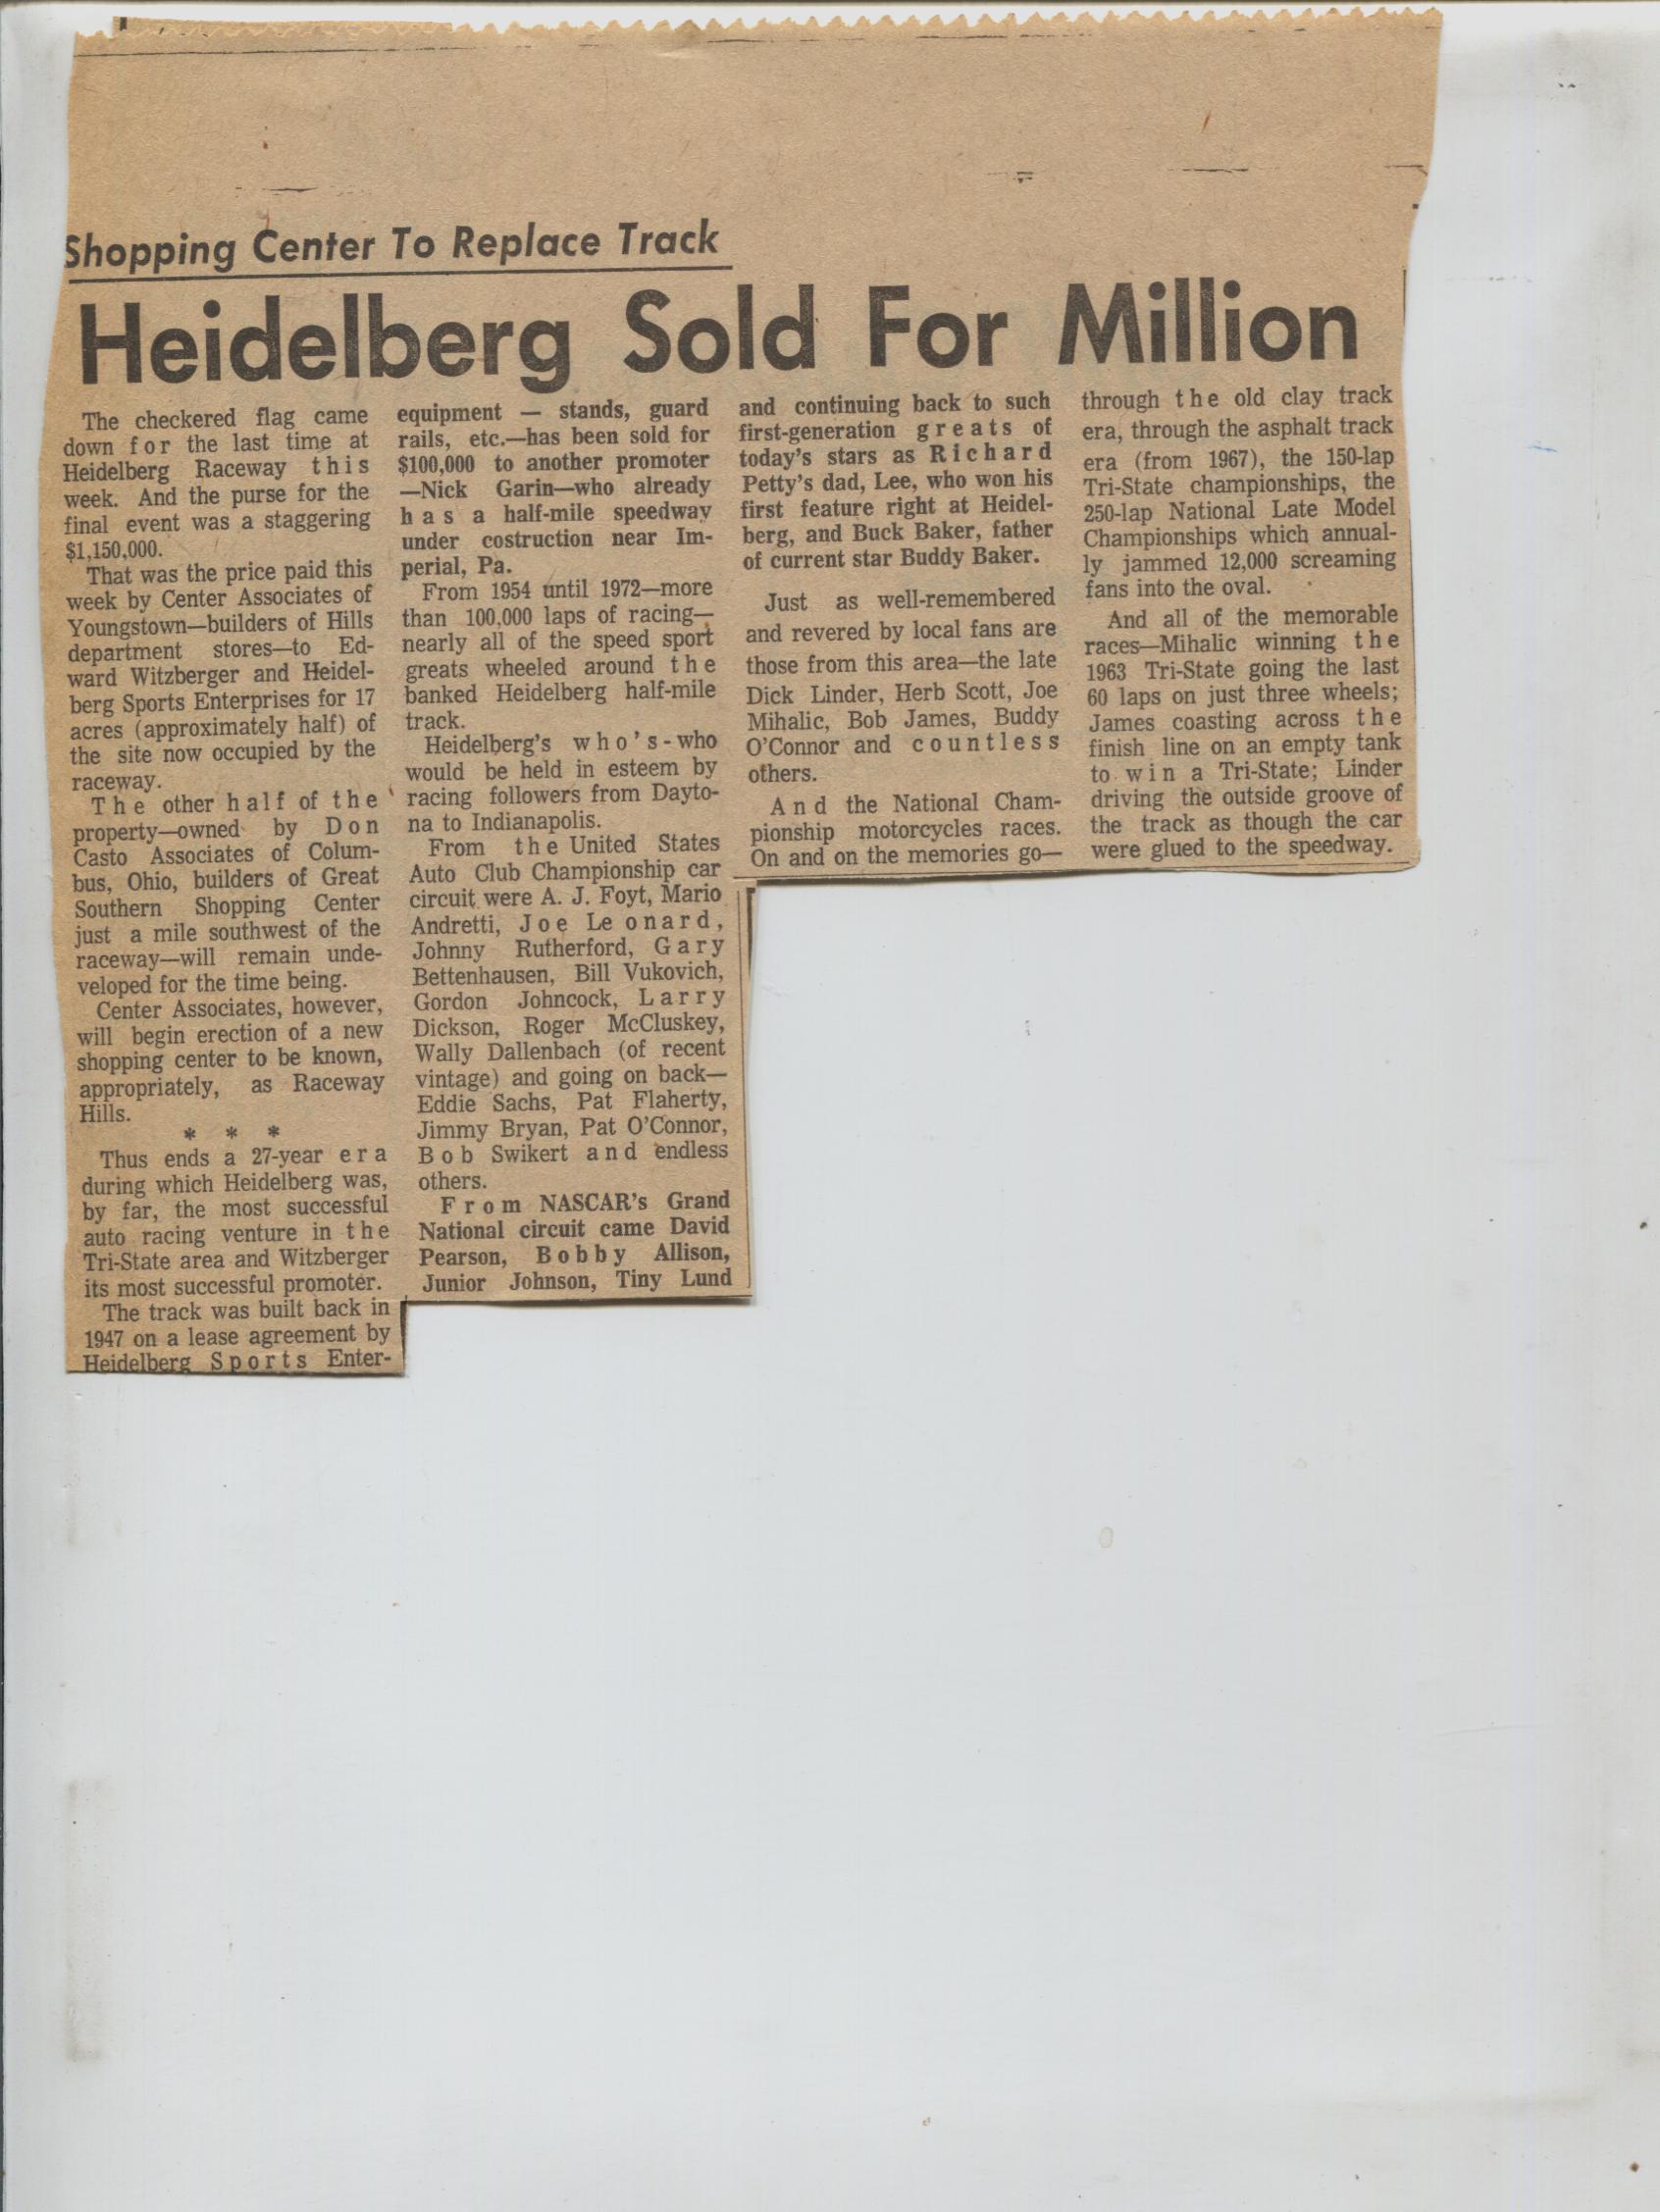 Shopping Center To Replace Track
Heidelberg Sold For Million
The checkered flag came
down for the last time at
Heidelberg Raceway this
week. And the purse for the
final event was a staggering
$1,150,000.
That was the price paid this
week by Center Associates of
Youngstown—builders of Hills
department stores—to Ed-
ward Witzberger and Heidel-
berg Sports Enterprises for 17
acres (approximately half) of
the site now occupied by the
raceway.
The other half of the
property—owned by Don
Casto Associates of Colum-
bus, Ohio, builders of Great
Southern Shopping Center
just a mile southwest of the
raceway—will remain unde-
veloped for the time being.
Center Associates, however,
will begin erection of a new
shopping center to be known,
appropriately, as Raceway
Hills.
* * *
Thus ends a 27-year era
during which Heidelberg was,
by far, the most successful
auto racing venture in the
Tri-State area and Witzberger
its most successful promoter.
The track was built back in
1947 on a lease agreement by
Heidelberg Sports Enter-
equipment — stands, guard
rails, etc.—has been sold for
$100,000 to another promoter
—Nick Garin—who already
has a half-mile speedway
under costruction near Im-
perial, Pa.
From 1954 until 1972—more
than 100,000 laps of racing—
nearly all of the speed sport
greats wheeled around the
banked Heidelberg half-mile
track.
Heidelberg's who's-who
would be held in esteem by
racing followers from Dayto-
na to Indianapolis.
From the United States
Auto Club Championship car
circuit were A. J. Foyt, Mario
Andretti, Joe Leonard,
Johnny Rutherford, Gary
Bettenhausen, Bill Vukovich,
Gordon Johncock, Larry
Dickson, Roger McCluskey,
Wally Dallenbach (of recent
vintage) and going on back—
Eddie Sachs, Pat Flaherty,
Jimmy Bryan, Pat O'Connor,
Bob Swikert and endless
others.
From NASCAR's Grand
National circuit came David
Pearson, Bobby Allison,
Junior Johnson, Tiny Lund
and continuing back to such
first-generation greats of
today's stars as Richard
Petty's dad, Lee, who won his
first feature right at Heidel-
berg, and Buck Baker, father
of current star Buddy Baker.
Just as well-remembered
and revered by local fans are
those from this area—the late
Dick Linder, Herb Scott, Joe
Mihalic, Bob James, Buddy
O'Connor and countless
others.
And the National Cham-
pionship motorcycles races.
On and on the memories go—
through the old clay track
era, through the asphalt track
era (from 1967), the 150-lap
Tri-State championships, the
250-lap National Late Model
Championships which annual-
ly jammed 12,000 screaming
fans into the oval.
And all of the memorable
races—Mihalic winning the
1963 Tri-State going the last
60 laps on just three wheels;
James coasting across the
finish line on an empty tank
to win a Tri-State; Linder
driving the outside groove of
the track as though the car
were glued to the speedway.